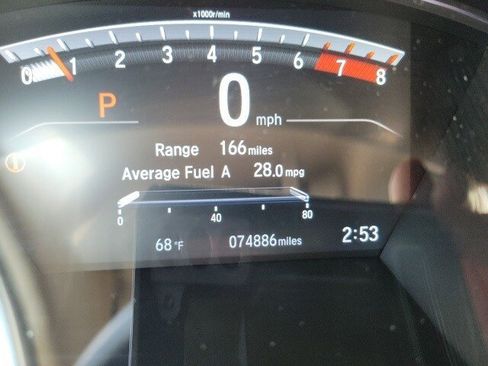 x1000r/min
0 1 2 3 4 5 6 7 8
P 0 mph
Range 166 miles
Average Fuel A 28.0 mpg
0 40 80
68 °F 074886 miles 2:53